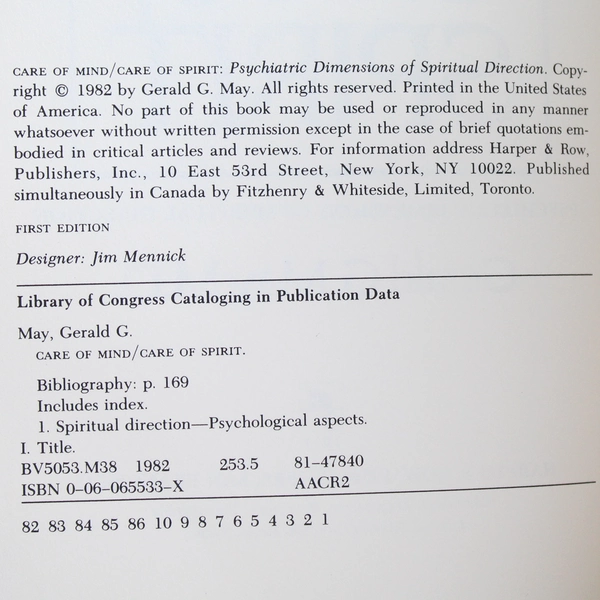 CARE OF MIND/CARE OF SPIRIT: Psychiatric Dimensions of Spiritual Direction. Copy-
right © 1982 by Gerald G. May. All rights reserved. Printed in the United States
of America. No part of this book may be used or reproduced in any manner
whatsoever without written permission except in the case of brief quotations em-
bodied in critical articles and reviews. For information address Harper & Row,
Publishers, Inc., 10 East 53rd Street, New York, NY 10022. Published
simultaneously in Canada by Fitzhenry & Whiteside, Limited, Toronto.
FIRST EDITION
Designer: Jim Mennick
Library of Congress Cataloging in Publication Data
May, Gerald G.
CARE OF MIND/CARE OF SPIRIT.
Bibliography: p. 169
Includes index.
1. Spiritual direction—Psychological aspects.
I. Title.
BV5053.M38 1982 253.5 81–47840
ISBN 0–06–065533–X AACR2
82 83 84 85 86 10 9 8 7 6 5 4 3 2 1